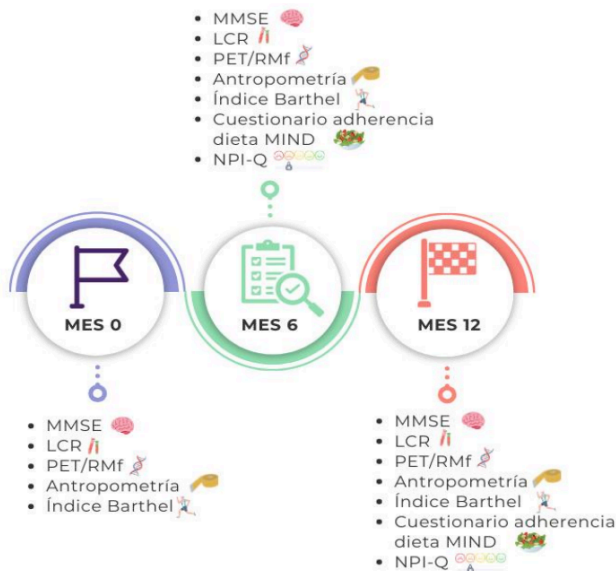 • MMSE
• LCR
• PET/RMf
• Antropometría
• Índice Barthel
• Cuestionario adherencia
dieta MIND
• NPI-Q
MES 0
MES 6
MES 12
• MMSE
• LCR
• PET/RMf
• Antropometría
• Índice Barthel
• MMSE
• LCR
• PET/RMf
• Antropometría
• Índice Barthel
• Cuestionario adherencia
dieta MIND
• NPI-Q